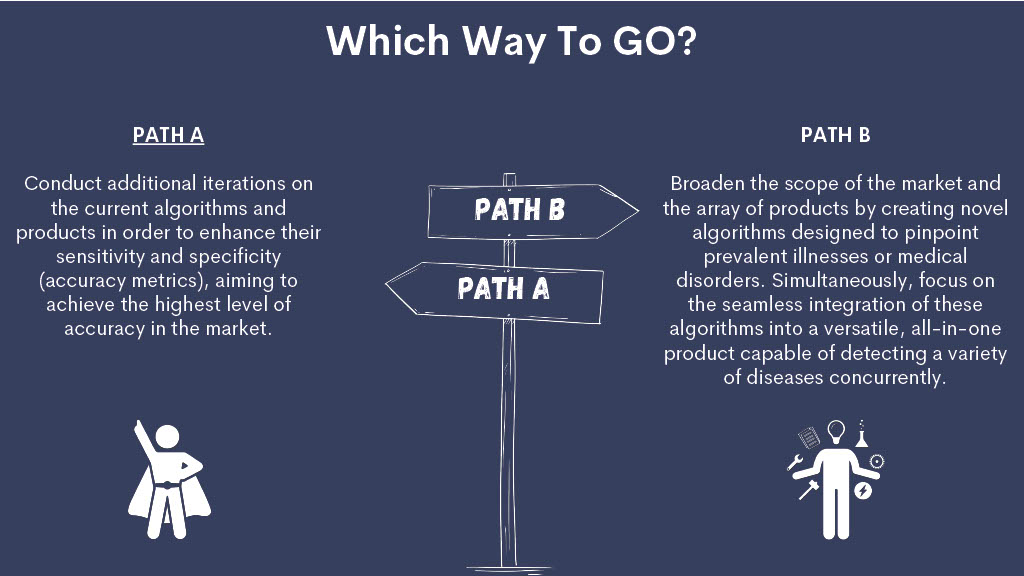 Which Way To GO?
PATH A
Conduct additional iterations on
the current algorithms and
products in order to enhance their
sensitivity and specificity
(accuracy metrics), aiming to
achieve the highest level of
accuracy in the market.
PATH B
PATH A
PATH B
Broaden the scope of the market and
the array of products by creating novel
algorithms designed to pinpoint
prevalent illnesses or medical
disorders. Simultaneously, focus on
the seamless integration of these
algorithms into a versatile, all-in-one
product capable of detecting a variety
of diseases concurrently.